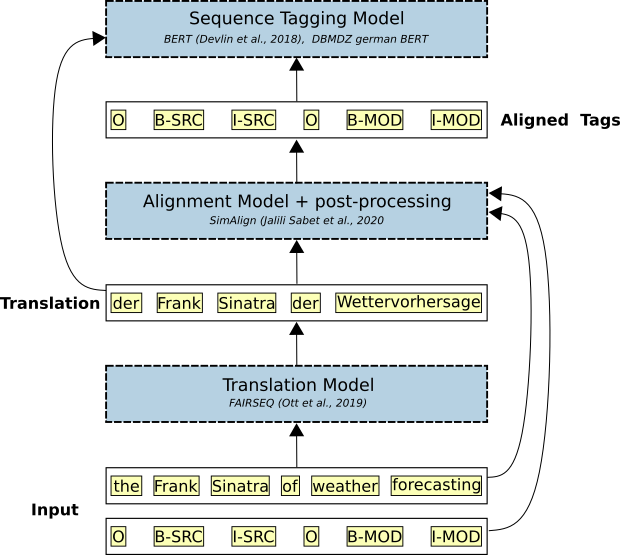 Sequence Tagging Model
BERT (Devlin et al., 2018), DBMDZ german BERT
O B-SRC I-SRC O B-MOD I-MOD
Aligned Tags
Alignment Model + post-processing
SimAlign (Jalili Sabet et al., 2020
Translation
der Frank Sinatra der Wettervorhersage
Translation Model
FAIRSEQ (Ott et al., 2019)
the Frank Sinatra of weather forecasting
Input
O B-SRC I-SRC O B-MOD I-MOD